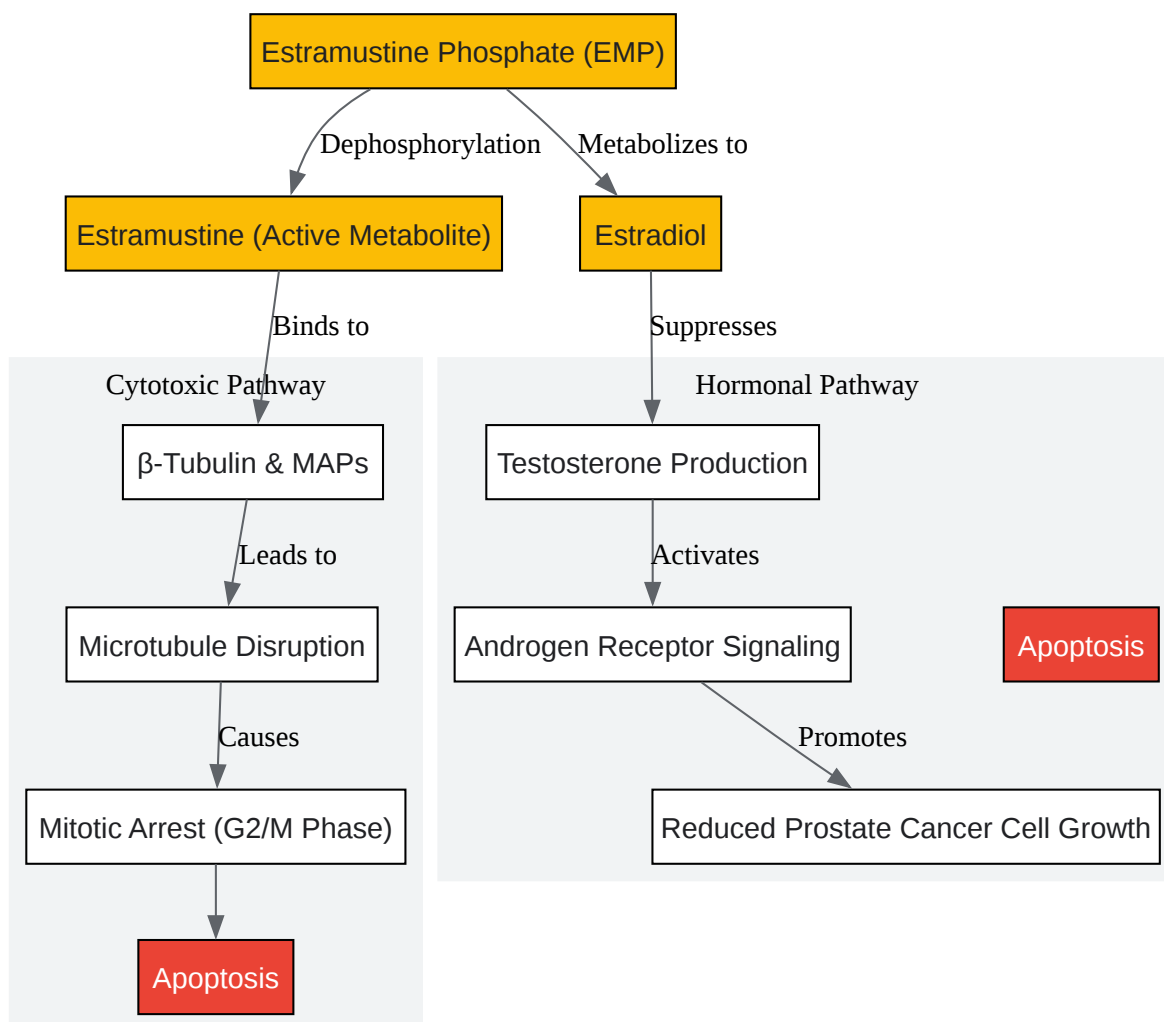 Estramustine Phosphate (EMP)
Dephosphorylation
Metabolizes to
Estramustine (Active Metabolite)
Estradiol
Binds to
Suppresses
Cytotoxic Pathway
Hormonal Pathway
β-Tubulin & MAPs
Testosterone Production
Leads to
Activates
Microtubule Disruption
Androgen Receptor Signaling
Apoptosis
Causes
Promotes
Mitotic Arrest (G2/M Phase)
Reduced Prostate Cancer Cell Growth
Apoptosis